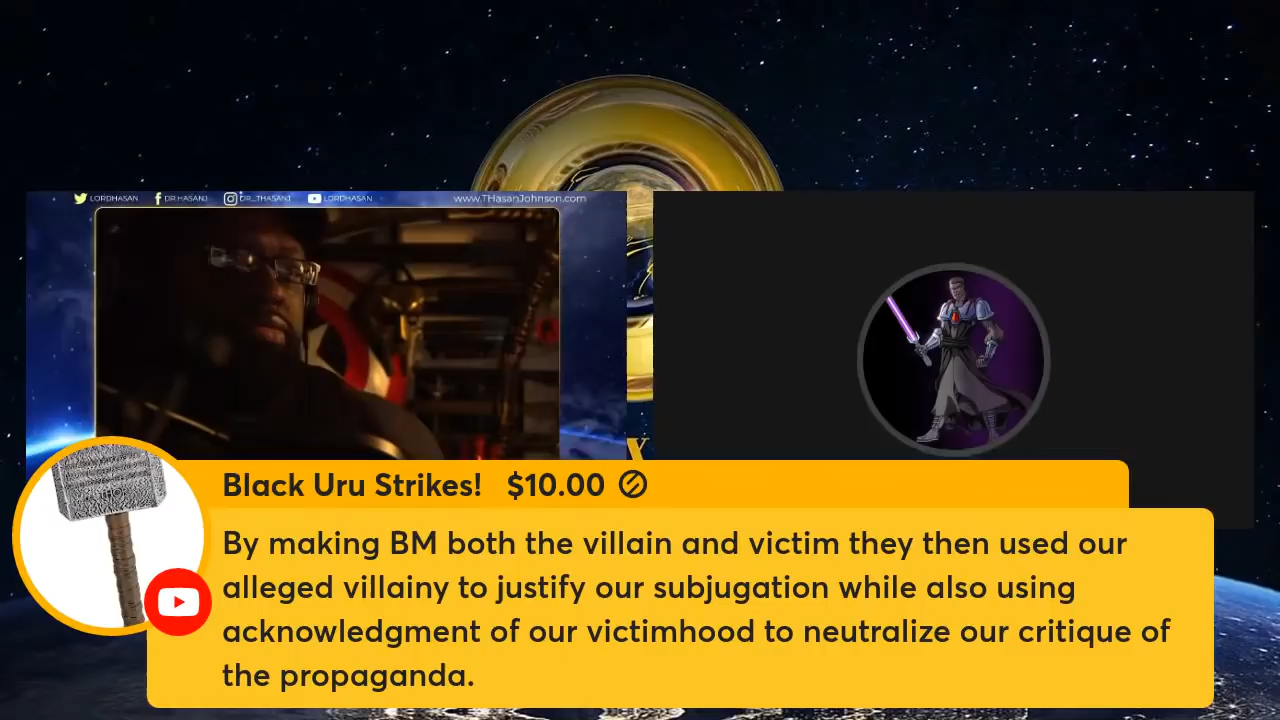 LORDHASAN DR.HASANJ DR_THASANJ LORDHASAN www.THasanJohnson.com
X
Black Uru Strikes! $10.00
By making BM both the villain and victim they then used our
alleged villainy to justify our subjugation while also using
acknowledgment of our victimhood to neutralize our critique of
the propaganda.